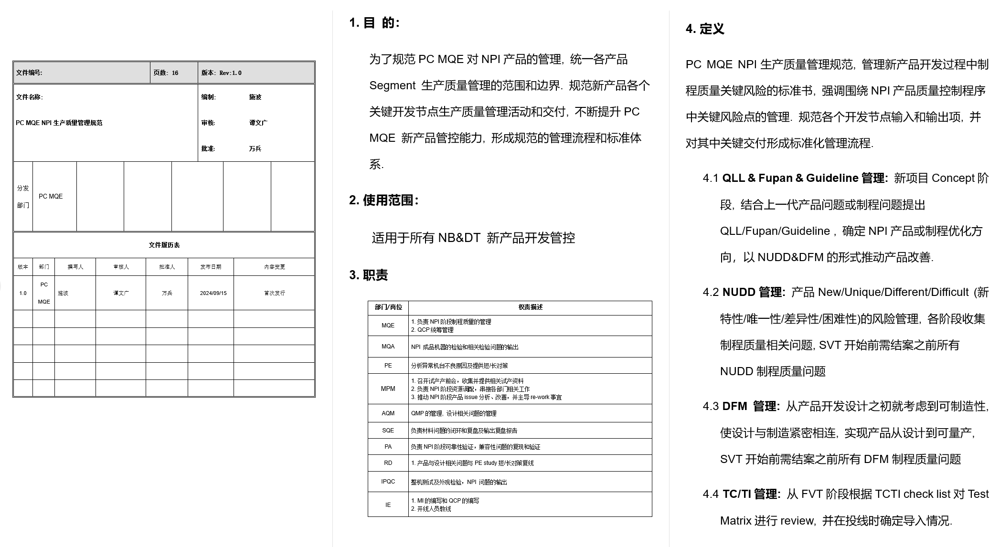 文件编号:
页数: 16
版本: Rev:1.0
文件名称:
PC MQE NPI 生产质量管理规范
编制: 施波
审核: 谭文广
批准: 万兵
分发
部门
PC MQE
文件履历表
版本 部门 撰写人 审核人 批准人 发布日期 内容变更
1.0 PC MQE 施波 谭文广 万兵 2024/09/15 首次发行
1. 目 的：
为了规范 PC MQE 对 NPI 产品的管理, 统一各产品
Segment 生产质量管理的范围和边界. 规范新产品各个
关键开发节点生产质量管理活动和交付, 不断提升 PC
MQE 新产品管控能力, 形成规范的管理流程和标准体
系.
2. 使用范围：
适用于所有 NB&DT 新产品开发管控
3. 职责
部门/岗位 权责描述
MQE
1. 负责 NPI 阶段制程质量的管理
2. QCP 统筹管理
MQA NPI 成品机器的检验和相关检验问题的输出
PE 分析异常机台不良原因及提供短/长对策
MPM
1. 召开试产产前会，收集并提供相关试产资料
2. 负责 NPI 阶段资源调配，串接各部门相关工作
3. 推动 NPI 阶段产品 issue 分析、改善，并主导 re-work 事宜
AQM QMP 的管理, 设计相关问题的管理
SQE 负责材料问题的闭环和复盘及输出复盘报告
PA 负责 NPI 阶段可靠性验证，兼容性问题的复现和验证
RD 1. 产品与设计相关问题与 PE study 短/长对策复线
IPQC 整机测试及外观检验，NPI 问题的输出
IE
1. MI 的编写和 QCP 的编写
2. 开线人员教线
4. 定义
PC MQE NPI 生产质量管理规范, 管理新产品开发过程中制
程质量关键风险的标准书, 强调围绕 NPI 产品质量控制程序
中关键风险点的管理. 规范各个开发节点输入和输出项, 并
对其中关键交付形成标准化管理流程.
4.1 QLL & Fupan & Guideline 管理: 新项目 Concept 阶
段, 结合上一代产品问题或制程问题提出
QLL/Fupan/Guideline , 确定 NPI 产品或制程优化方
向，以 NUDD&DFM 的形式推动产品改善.
4.2 NUDD 管理: 产品 New/Unique/Different/Difficult (新
特性/唯一性/差异性/困难性)的风险管理, 各阶段收集
制程质量相关问题, SVT 开始前需结案之前所有
NUDD 制程质量问题
4.3 DFM 管理: 从产品开发设计之初就考虑到可制造性,
使设计与制造紧密相连, 实现产品从设计到可量产,
SVT 开始前需结案之前所有 DFM 制程质量问题
4.4 TC/TI 管理: 从 FVT 阶段根据 TCTI check list 对 Test
Matrix 进行 review, 并在投线时确定导入情况.